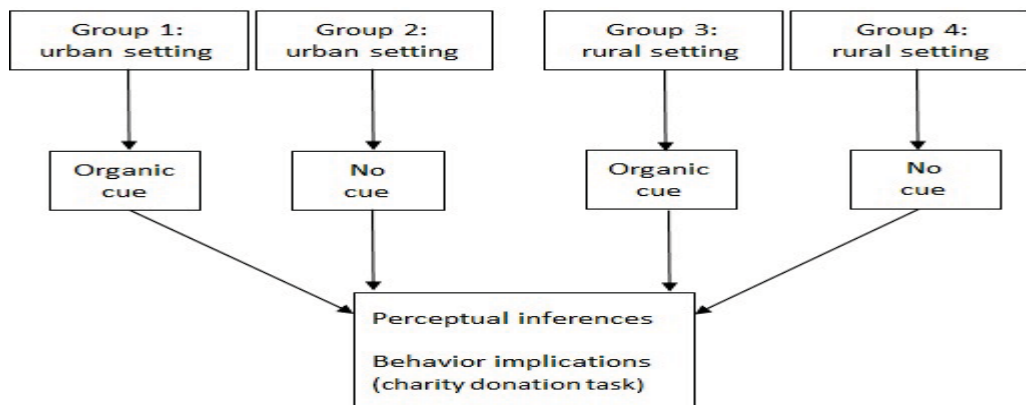 Group 1:
urban setting
Group 2:
urban setting
Group 3:
rural setting
Group 4:
rural setting
Organic
cue
No
cue
Organic
cue
No
cue
Perceptual inferences
Behavior implications
(charity donation task)